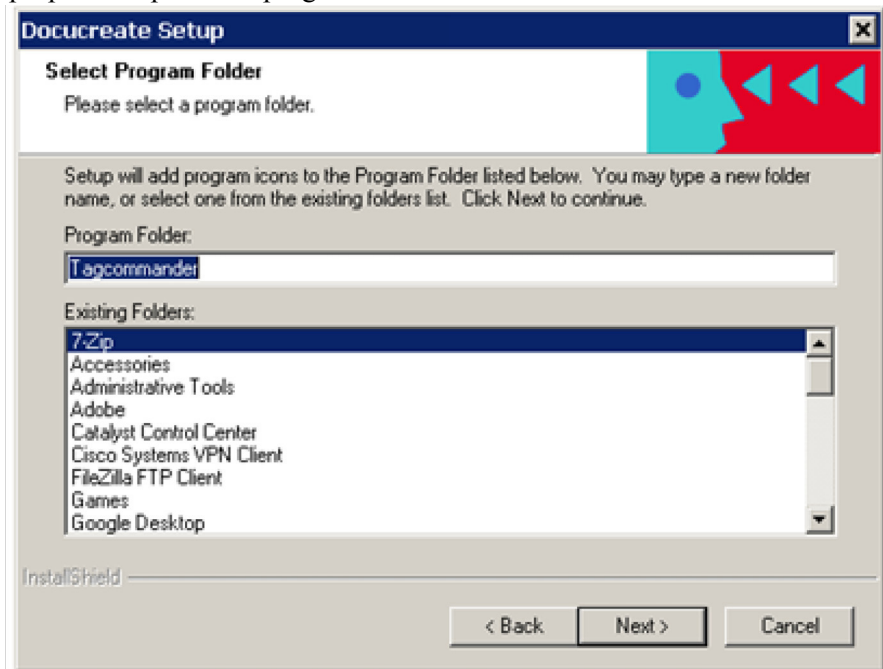 Docucreate Setup
Select Program Folder
Please select a program folder.
Setup will add program icons to the Program Folder listed below. You may type a new folder
name, or select one from the existing folders list. Click Next to continue.
Program Folder:
Tagcommander
Existing Folders:
7-Zip
Accessories
Administrative Tools
Adobe
Catalyst Control Center
Cisco Systems VPN Client
FileZilla FTP Client
Games
Google Desktop
InstallShield
< Back
Next >
Cancel